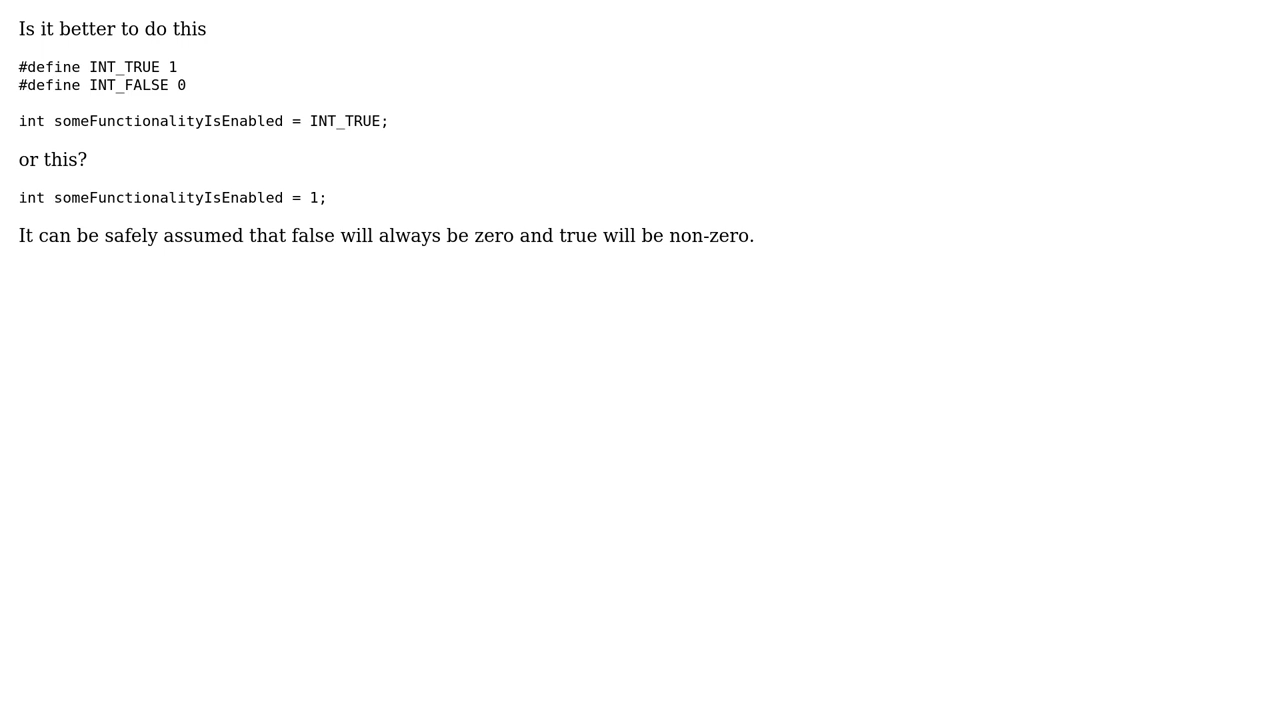 Is it better to do this
#define INT_TRUE 1
#define INT_FALSE 0
int someFunctionalityIsEnabled = INT_TRUE;
or this?
int someFunctionalityIsEnabled = 1;
It can be safely assumed that false will always be zero and true will be non-zero.